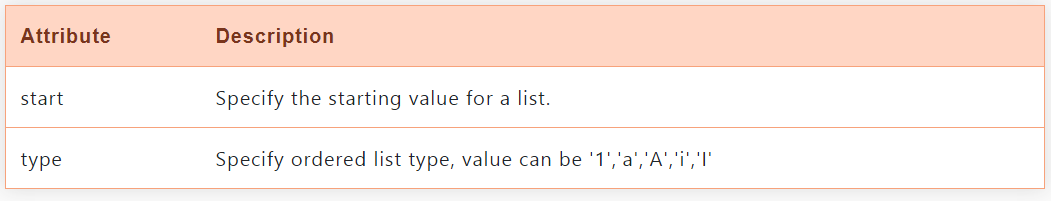 Attribute Description
start Specify the starting value for a list.
type Specify ordered list type, value can be '1','a','A','i','I'